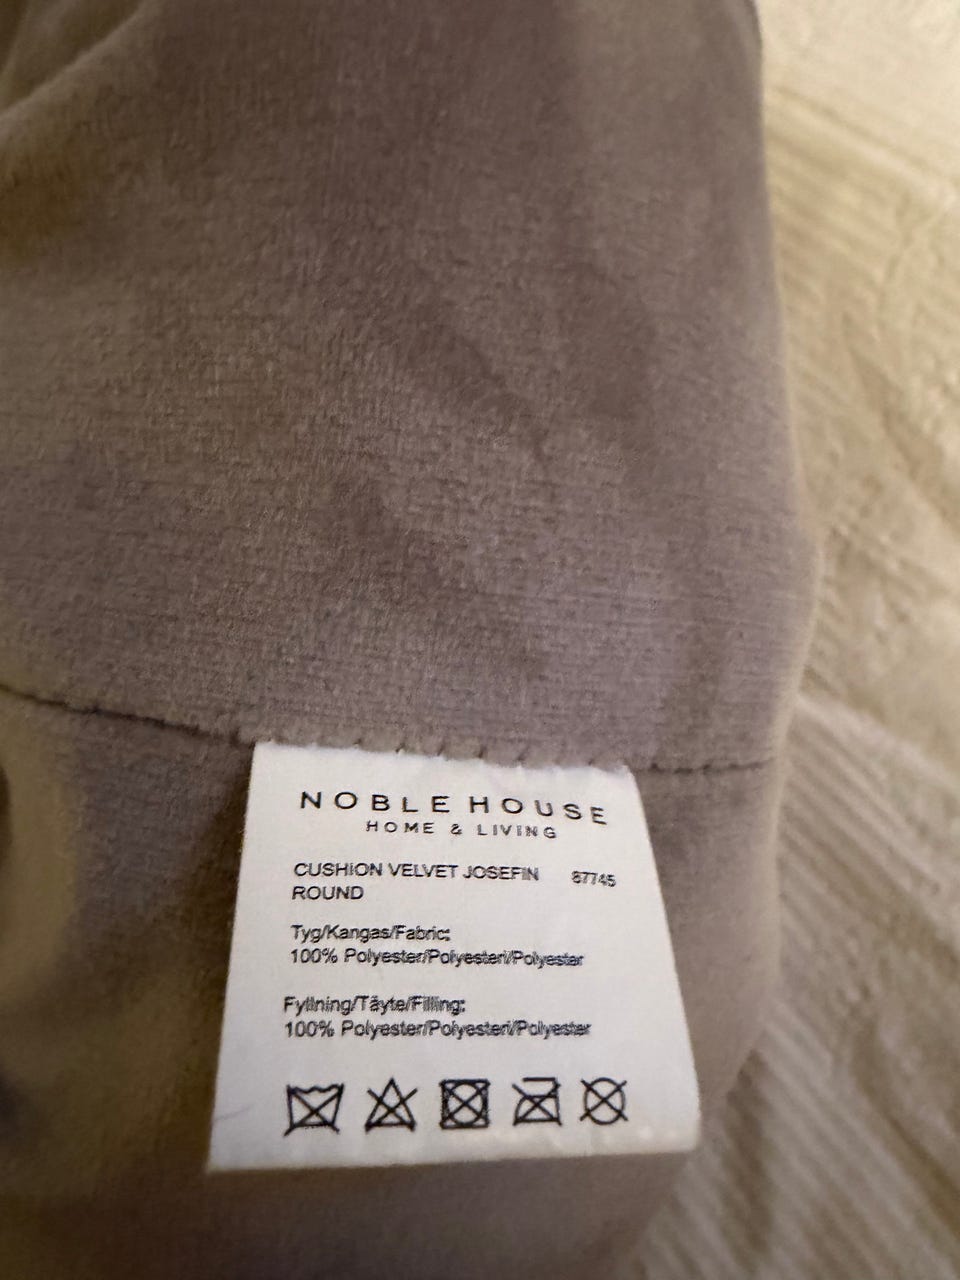 NOBLE HOUSE
HOME & LIVING
CUSHION VELVET JOSEFIN 87745
ROUND
Tyg/Kangas/Fabric:
100% Polyester/Polyesteri/Polyester
Fyllning/Täyte/Filling:
100% Polyester/Polyesteri/Polyester